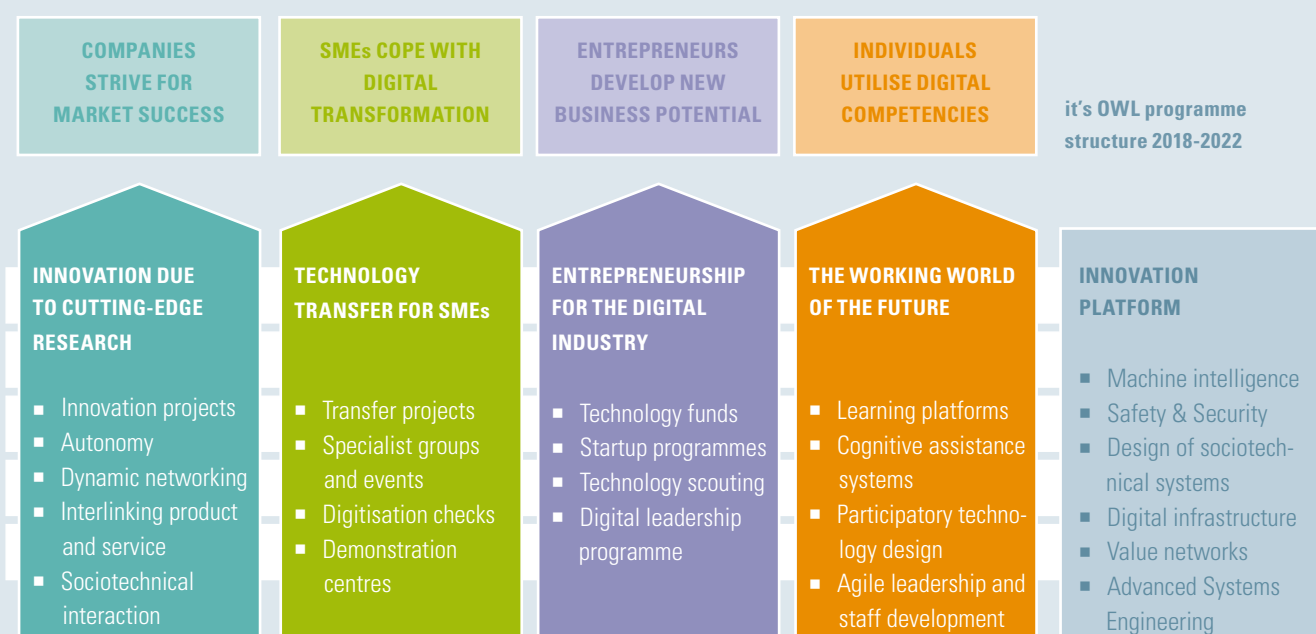 COMPANIES
STRIVE FOR
MARKET SUCCESS
SMEs COPE WITH
DIGITAL
TRANSFORMATION
ENTREPRENEURS
DEVELOP NEW
BUSINESS POTENTIAL
INDIVIDUALS
UTILISE DIGITAL
COMPETENCIES
it's OWL programme
structure 2018-2022
INNOVATION DUE
TO CUTTING-EDGE
RESEARCH
▪ Innovation projects
▪ Autonomy
▪ Dynamic networking
▪ Interlinking product
and service
▪ Sociotechnical
interaction
TECHNOLOGY
TRANSFER FOR SMEs
▪ Transfer projects
▪ Specialist groups
and events
▪ Digitisation checks
▪ Demonstration
centres
ENTREPRENEURSHIP
FOR THE DIGITAL
INDUSTRY
▪ Technology funds
▪ Startup programmes
▪ Technology scouting
▪ Digital leadership
programme
THE WORKING WORLD
OF THE FUTURE
▪ Learning platforms
▪ Cognitive assistance
systems
▪ Participatory techno-
logy design
▪ Agile leadership and
staff development
INNOVATION
PLATFORM
▪ Machine intelligence
▪ Safety & Security
▪ Design of sociotech-
nical systems
▪ Digital infrastructure
▪ Value networks
▪ Advanced Systems
Engineering